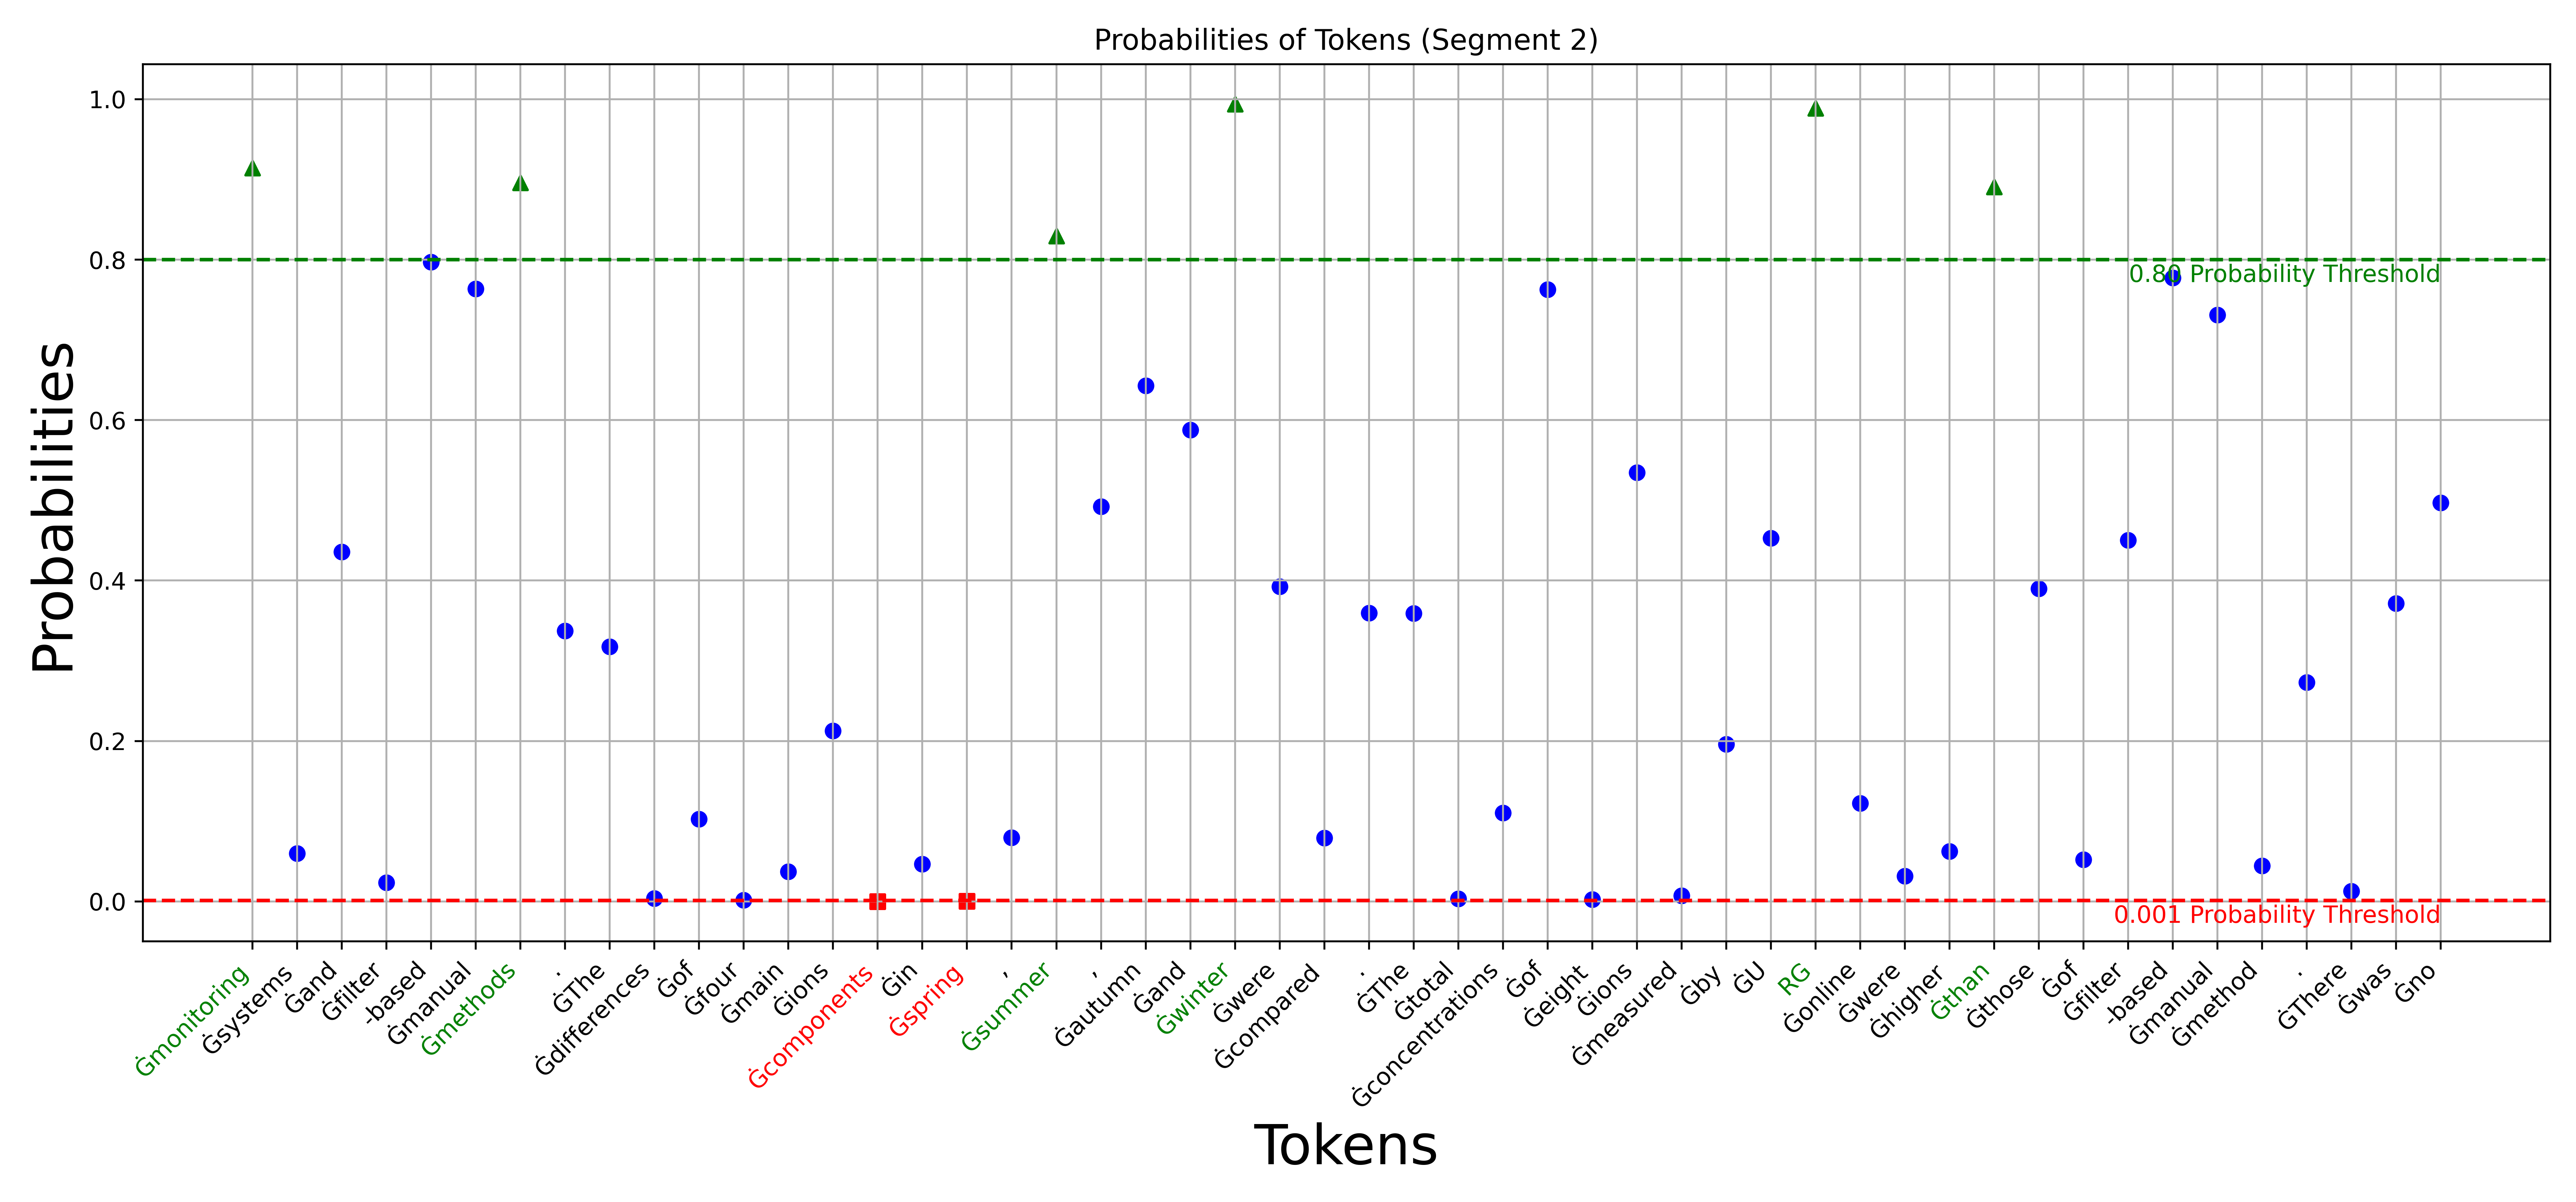 Probabilities of Tokens (Segment 2)
Probabilities
1.0
0.8
0.6
0.4
0.2
0.0
0.80 Probability Threshold
0.001 Probability Threshold
Ġmonitoring
Ġsystems
Ġand
Ġfilter
-based
Ġmanual
Ġmethods
.
ĠThe
Ġdifferences
Ġof
Ġfour
Ġmain
Ġions
Ġcomponents
Ġin
Ġspring
,
Ġsummer
,
Ġautumn
Ġand
Ġwinter
Ġwere
Ġcompared
.
ĠThe
Ġtotal
Ġconcentrations
Ġof
Ġeight
Ġions
Ġmeasured
Ġby
ĠU
RG
Ġonline
Ġwere
Ġhigher
Ġthan
Ġthose
Ġof
Ġfilter
-based
Ġmanual
Ġmethod
.
ĠThere
Ġwas
Ġno
Tokens